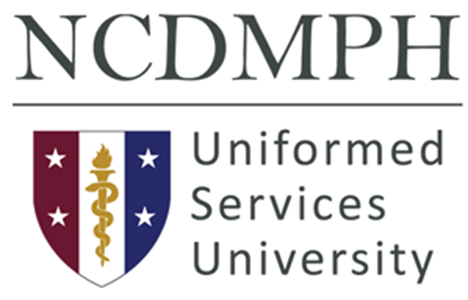 NCDMPH
Uniformed
Services
University